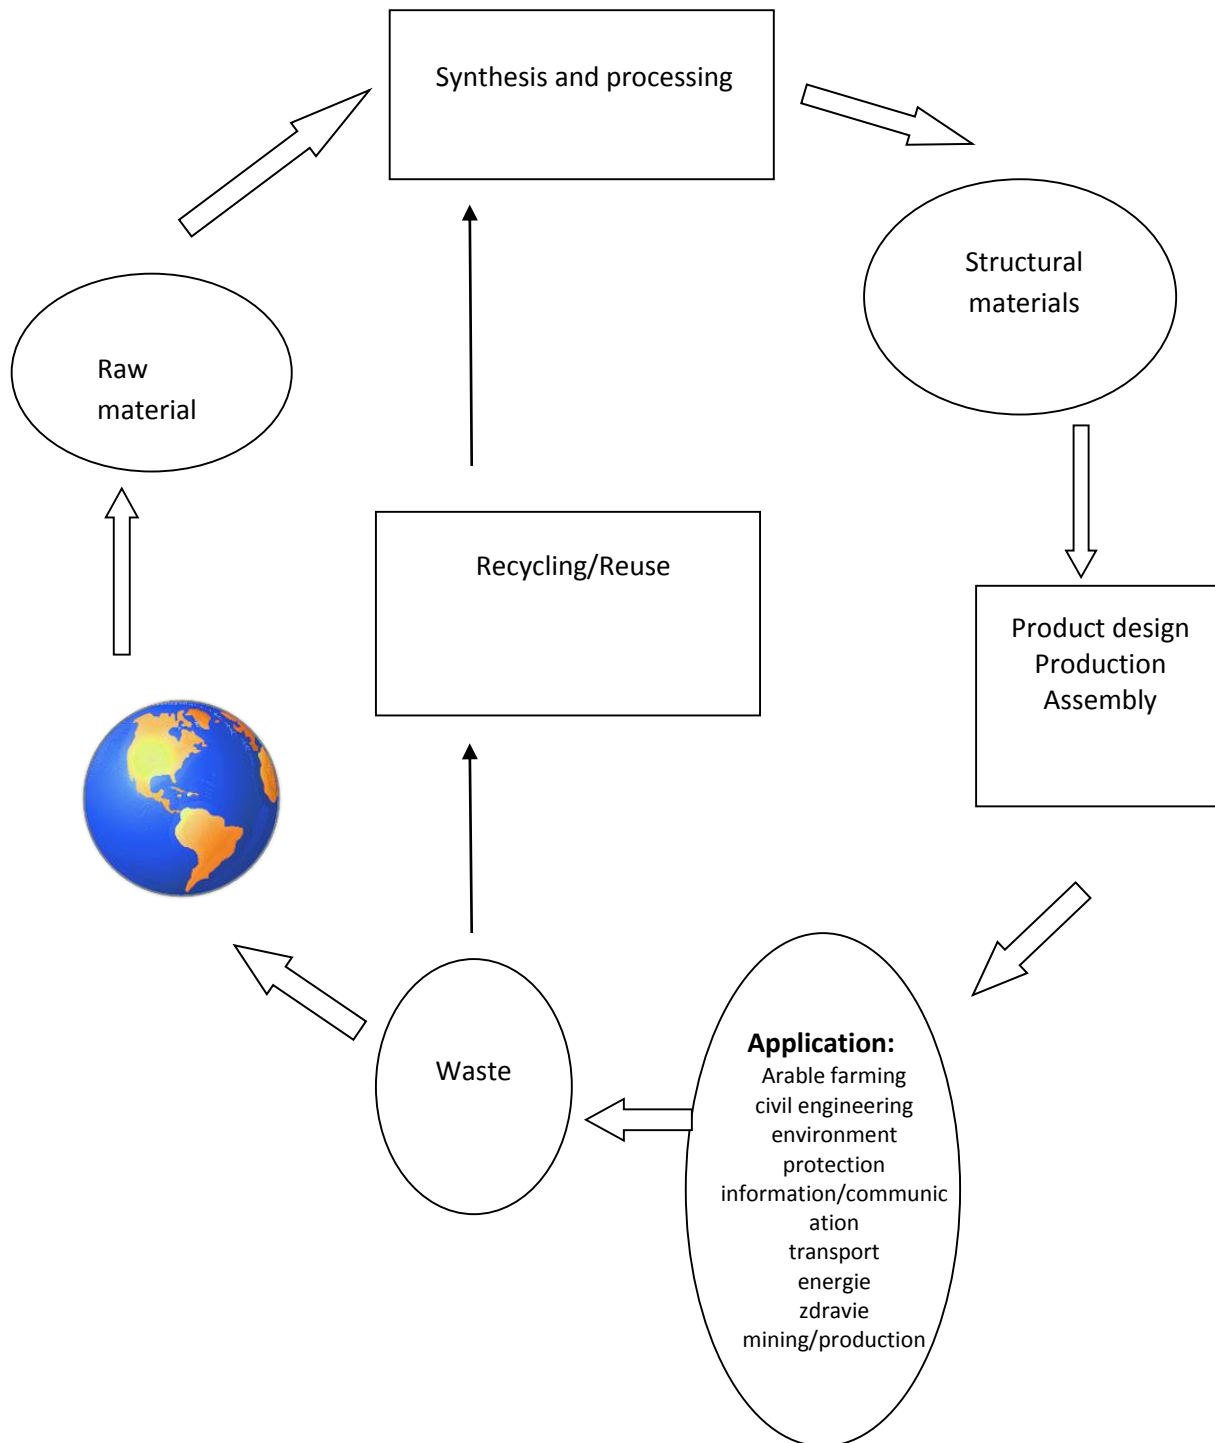 Synthesis and processing
Structural
materials
Raw
material
Recycling/Reuse
Product design
Production
Assembly
Waste
Application:
Arable farming
civil engineering
environment
protection
information/communic
ation
transport
energie
zdravie
mining/production